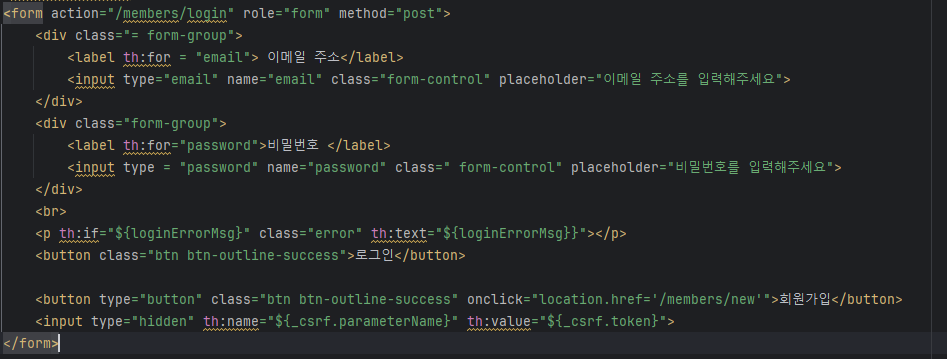 <form action="/members/login" role="form" method="post">
<div class="= form-group">
<label th:for = "email"> 이메일 주소</label>
<input type="email" name="email" class="form-control" placeholder="이메일 주소를 입력해주세요">
</div>
<div class="form-group">
<label th:for="password">비밀번호 </label>
<input type = "password" name="password" class=" form-control" placeholder="비밀번호를 입력해주세요">
</div>
<br>
<p th:if="${loginErrorMsg}" class="error" th:text="${loginErrorMsg}}"></p>
<button class="btn btn-outline-success">로그인</button>
<button type="button" class="btn btn-outline-success" onclick="location.href='/members/new'">회원가입</button>
<input type="hidden" th:name="${_csrf.parameterName}" th:value="${_csrf.token}">
</form>